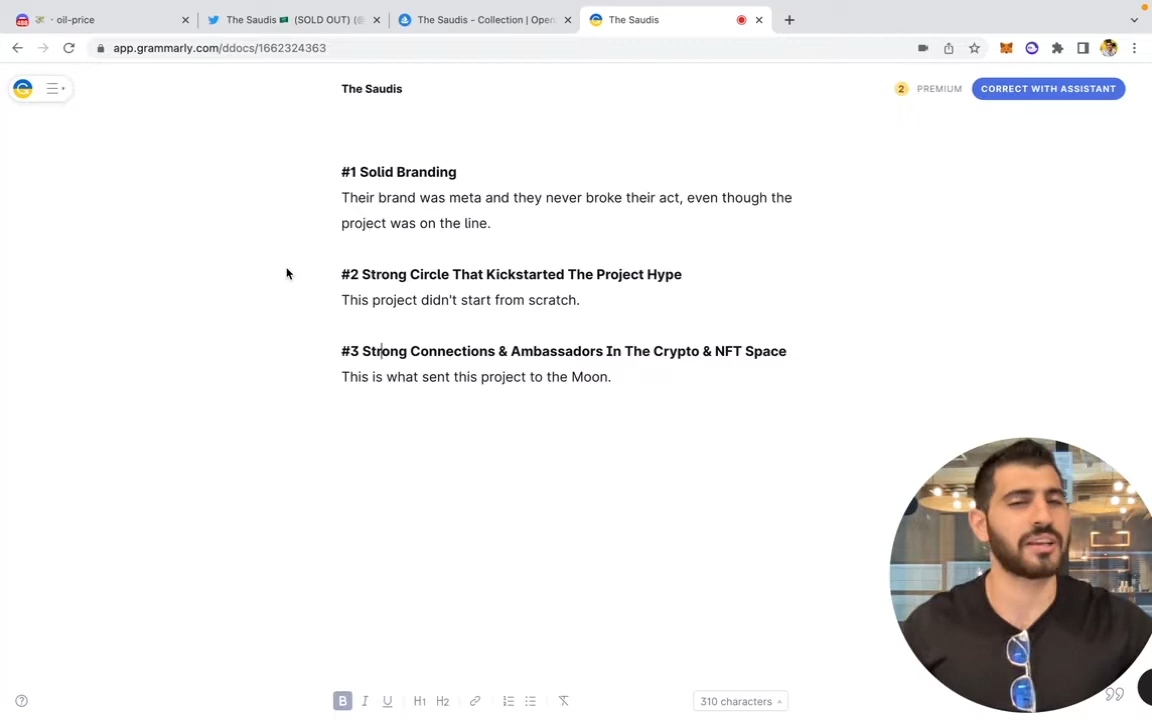 488 · oil-price
The Saudis (SOLD OUT) (@
The Saudis - Collection | Open
The Saudis
app.grammarly.com/ddocs/1662324363
The Saudis
2 PREMIUM
CORRECT WITH ASSISTANT
#1 Solid Branding
Their brand was meta and they never broke their act, even though the
project was on the line.
#2 Strong Circle That Kickstarted The Project Hype
This project didn't start from scratch.
#3 Strong Connections & Ambassadors In The Crypto & NFT Space
This is what sent this project to the Moon.
B I U H1 H2
310 characters